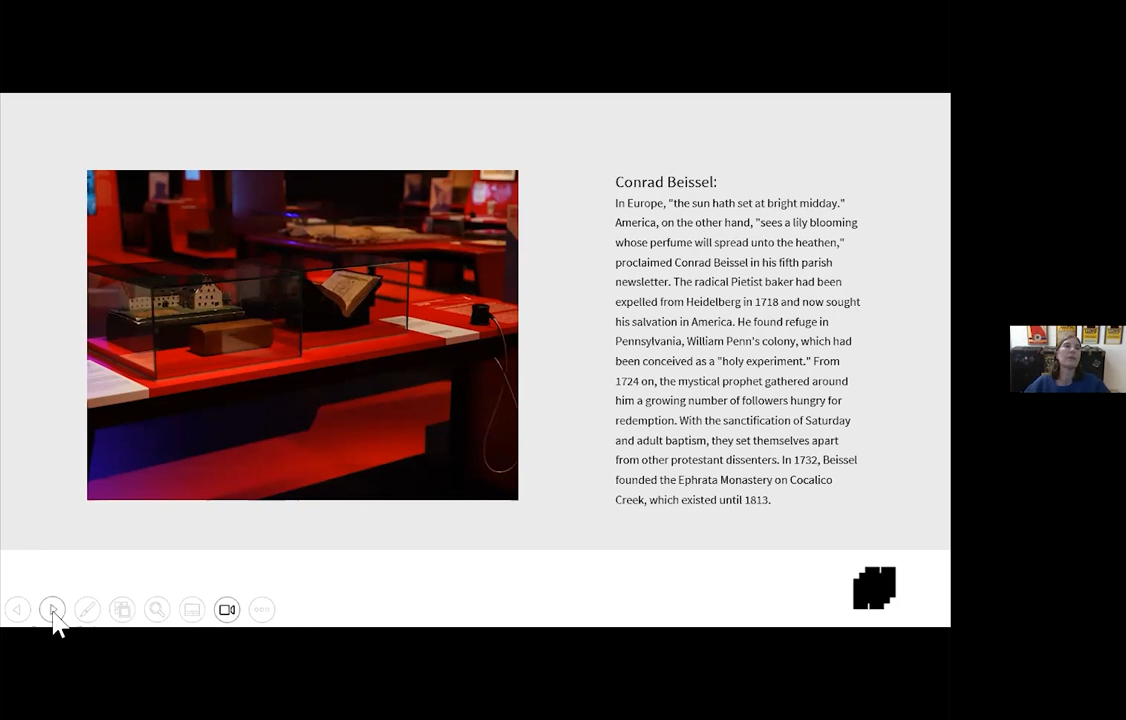 Conrad Beissel:
In Europe, "the sun hath set at bright midday."
America, on the other hand, "sees a lily blooming
whose perfume will spread unto the heathen,"
proclaimed Conrad Beissel in his fifth parish
newsletter. The radical Pietist baker had been
expelled from Heidelberg in 1718 and now sought
his salvation in America. He found refuge in
Pennsylvania, William Penn's colony, which had
been conceived as a "holy experiment." From
1724 on, the mystical prophet gathered around
him a growing number of followers hungry for
redemption. With the sanctification of Saturday
and adult baptism, they set themselves apart
from other protestant dissenters. In 1732, Beissel
founded the Ephrata Monastery on Cocalico
Creek, which existed until 1813.